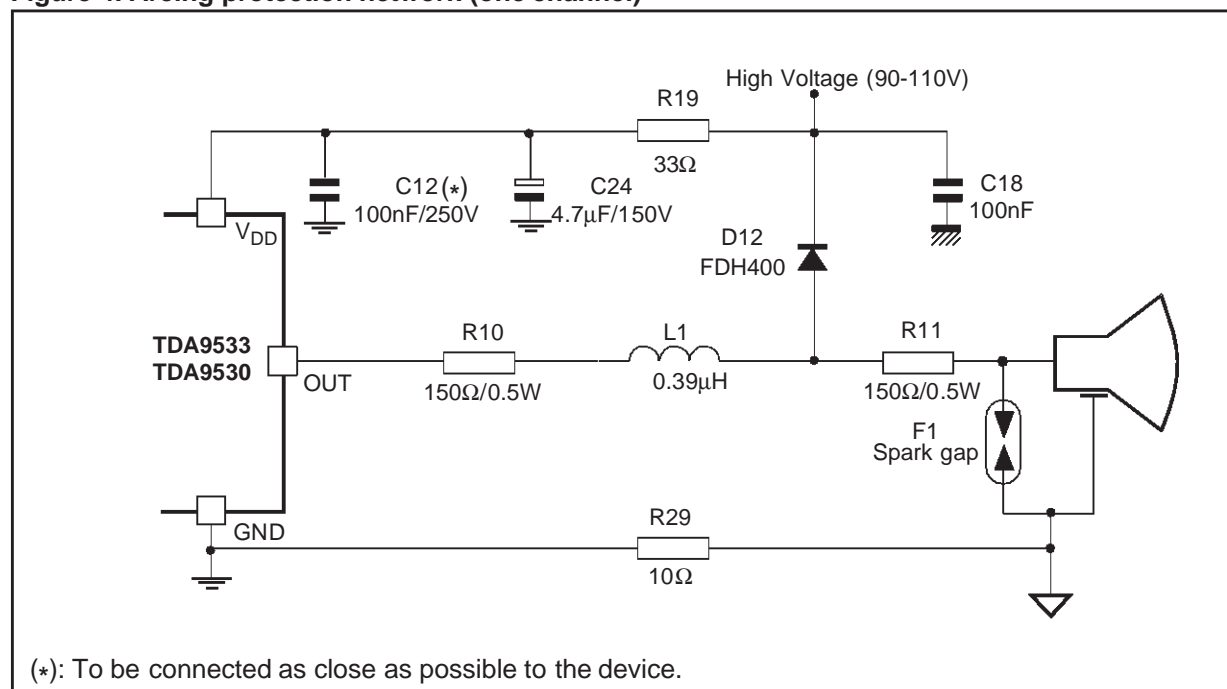 High Voltage (90-110V)
R19
33Ω
C12(*)
100nF/250V
C24
4.7μF/150V
C18
100nF
VDD
D12
FDH400
TDA9533
TDA9530
OUT
R10
150Ω/0.5W
L1
0.39μH
R11
150Ω/0.5W
F1
Spark gap
GND
R29
10Ω
(*): To be connected as close as possible to the device.